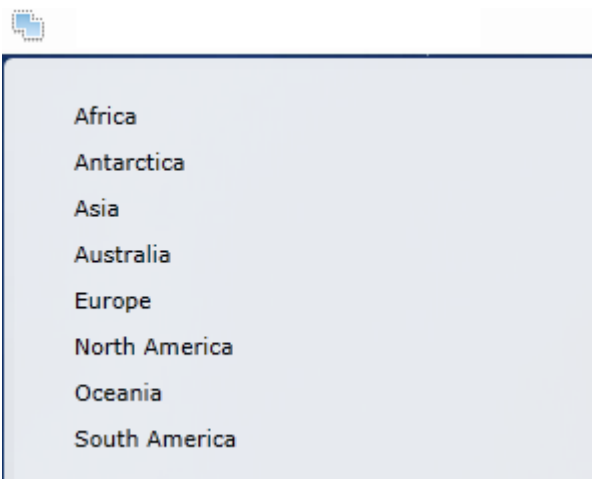 Africa
Antarctica
Asia
Australia
Europe
North America
Oceania
South America